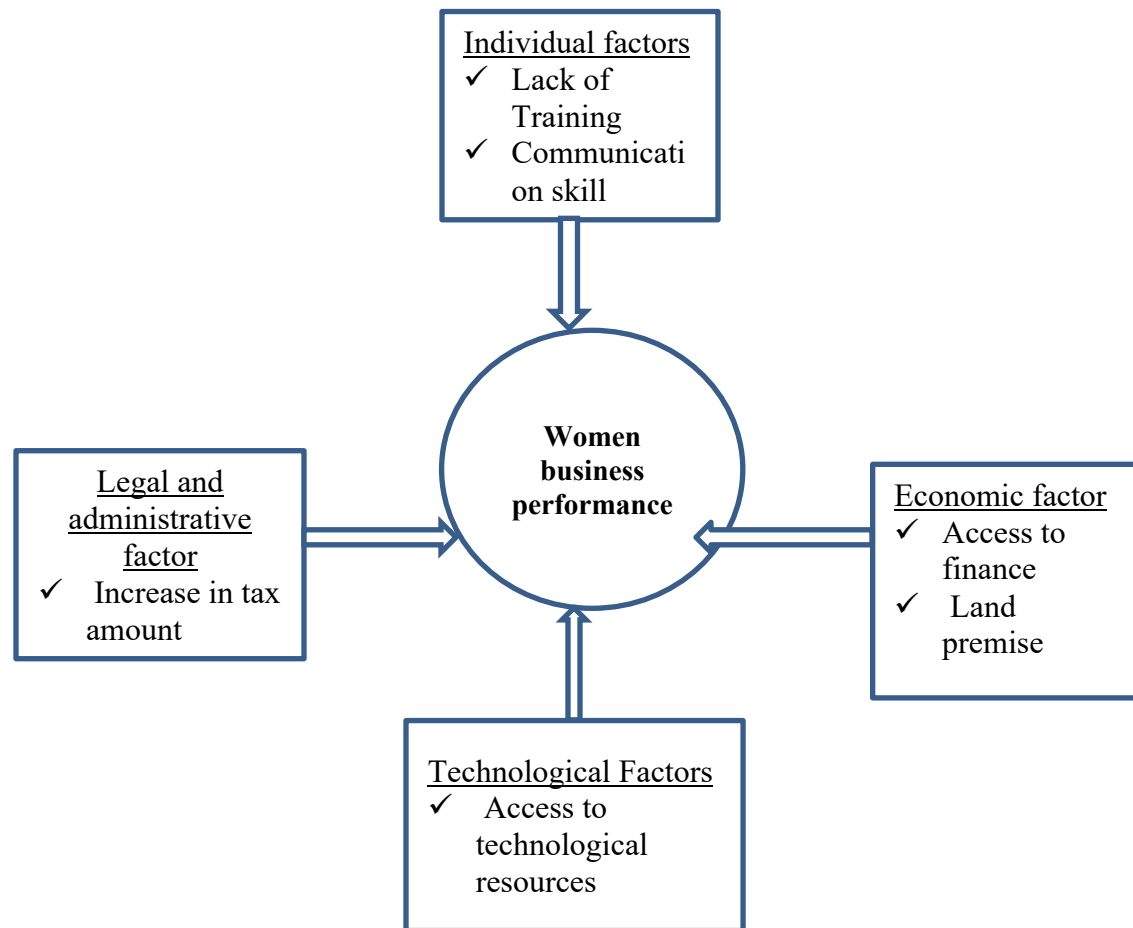 Individual factors
✓ Lack of
Training
✓ Communicati
on skill
Women
business
performance
Legal and
administrative
factor
✓ Increase in tax
amount
Economic factor
✓ Access to
finance
✓ Land
premise
Technological Factors
✓ Access to
technological
resources